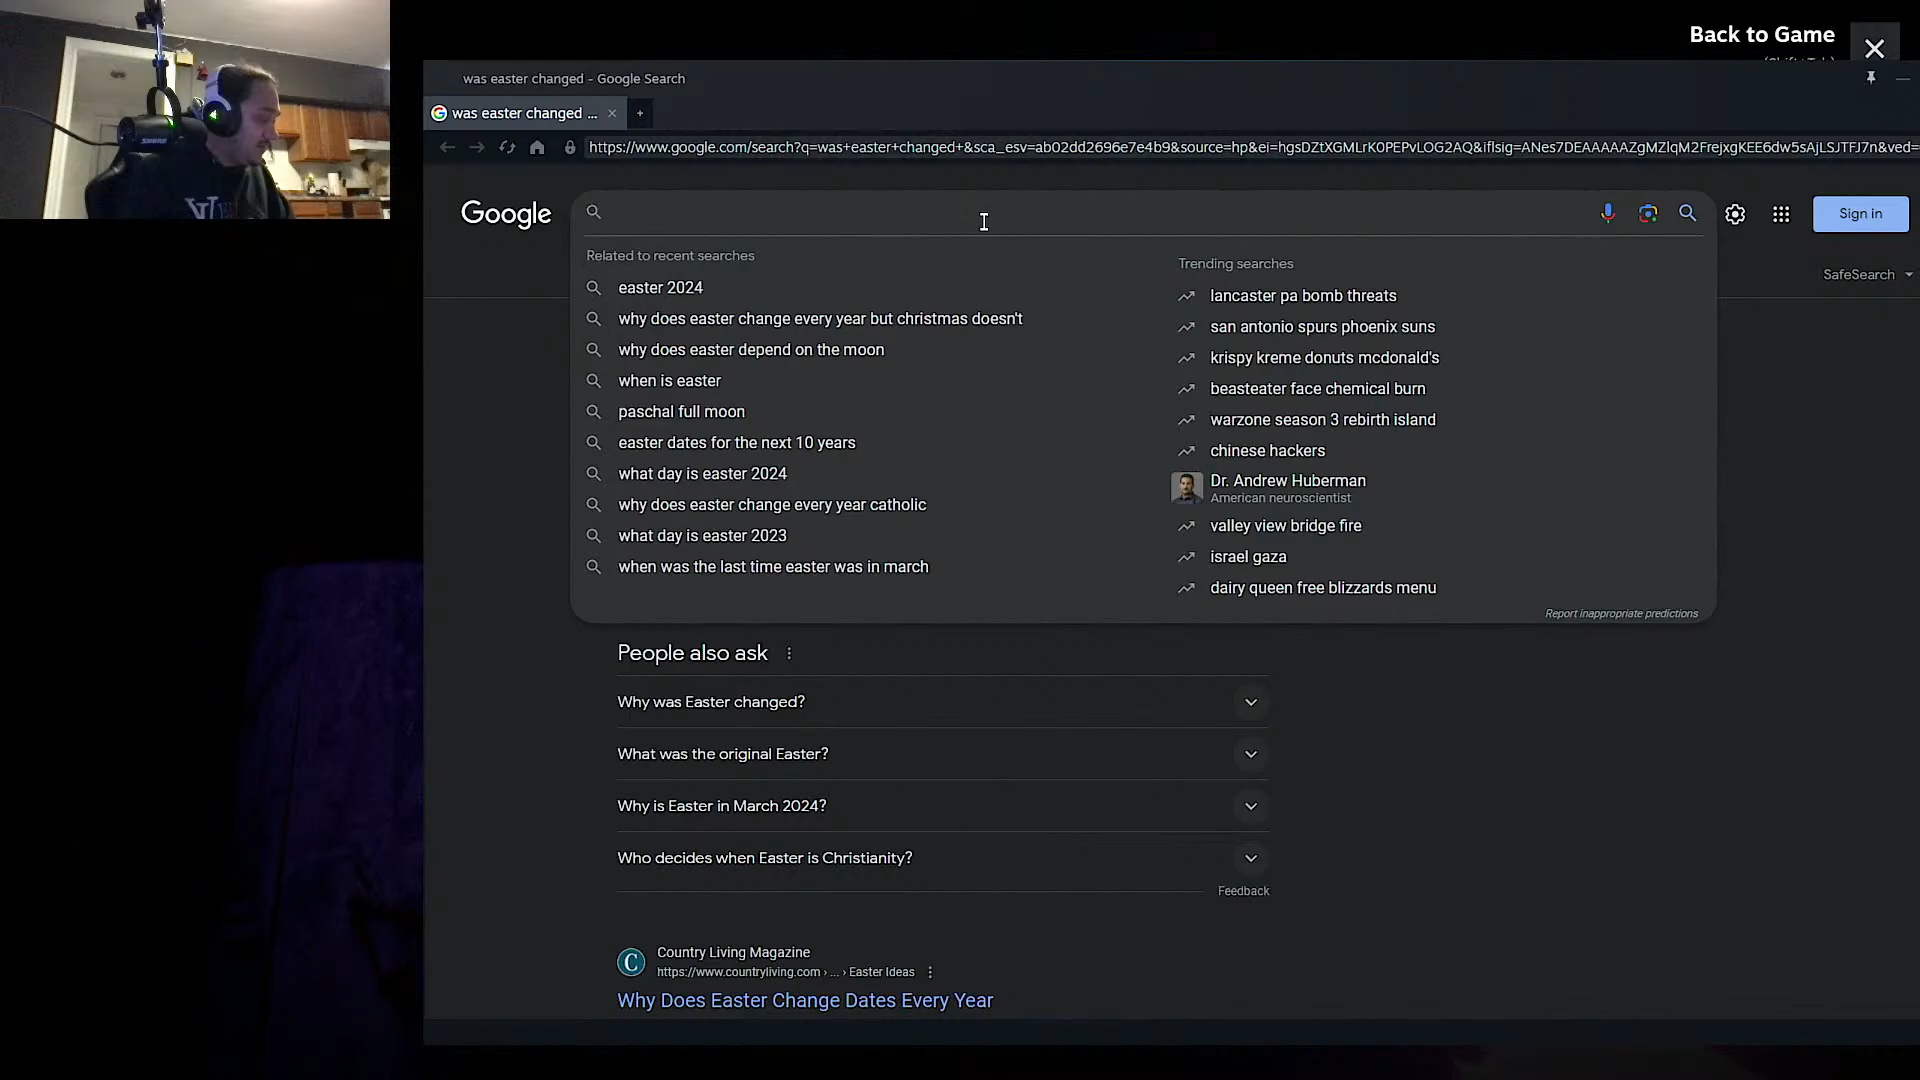 Back to Game
was easter changed - Google Search
was easter changed ...
https://www.google.com/search?q=was+easter+changed+&sca_esv=ab02dd2696e7e4b9&source=hp&ei=hgsDZtXGMLrK0PEPvLOG2AQ&iflsig=ANes7DEAAAAAZgMZlqM2FrejxgKEE6dw5sAjLSJTFJ7n&ved=
Google
Sign in
SafeSearch
Related to recent searches
easter 2024
why does easter change every year but christmas doesn't
why does easter depend on the moon
when is easter
paschal full moon
easter dates for the next 10 years
what day is easter 2024
why does easter change every year catholic
what day is easter 2023
when was the last time easter was in march
Trending searches
lancaster pa bomb threats
san antonio spurs phoenix suns
krispy kreme donuts mcdonald's
beasteater face chemical burn
warzone season 3 rebirth island
chinese hackers
Dr. Andrew Huberman
American neuroscientist
valley view bridge fire
israel gaza
dairy queen free blizzards menu
Report inappropriate predictions
People also ask
Why was Easter changed?
What was the original Easter?
Why is Easter in March 2024?
Who decides when Easter is Christianity?
Feedback
Country Living Magazine
https://www.countryliving.com › ... › Easter Ideas
Why Does Easter Change Dates Every Year